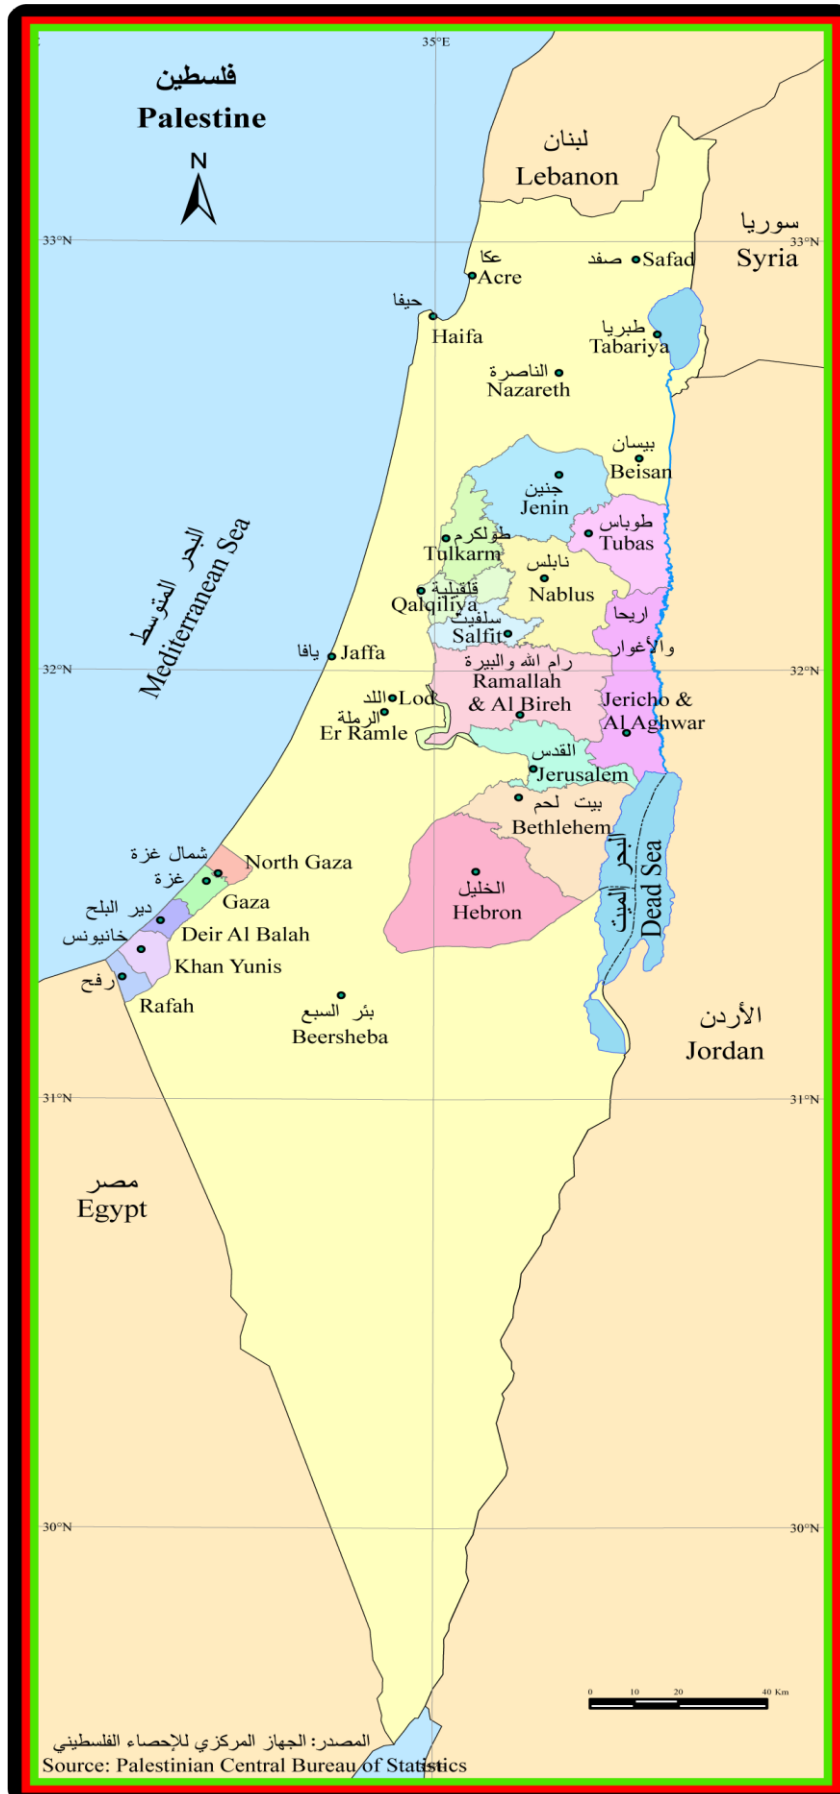 35°E
فلسطين
Palestine
N
لبنان
Lebanon
سوريا
Syria
33°N
33°N
عكا
Acre
صفد
Safad
حيفا
Haifa
طبريا
Tabariya
الناصرة
Nazareth
بيسان
Beisan
جنين
Jenin
طولكرم
Tulkarm
طوباس
Tubas
نابلس
Nablus
قلقيلية
Qalqiliya
سلفيت
Salfit
اريحا
والأغوار
Jericho &
Al Aghwar
البحر المتوسط
Mediterranean Sea
يافا
Jaffa
32°N
32°N
رام الله والبيرة
Ramallah
& Al Bireh
اللد
Lod
الرملة
Er Ramle
القدس
Jerusalem
بيت لحم
Bethlehem
البحر الميت
Dead Sea
شمال غزة
North Gaza
غزة
Gaza
دير البلح
Deir Al Balah
خانيونس
Khan Yunis
رفح
Rafah
الخليل
Hebron
بئر السبع
Beersheba
الأردن
Jordan
31°N
31°N
مصر
Egypt
30°N
30°N
0 10 20 40 Km
المصدر: الجهاز المركزي للإحصاء الفلسطيني
Source: Palestinian Central Bureau of Statistics